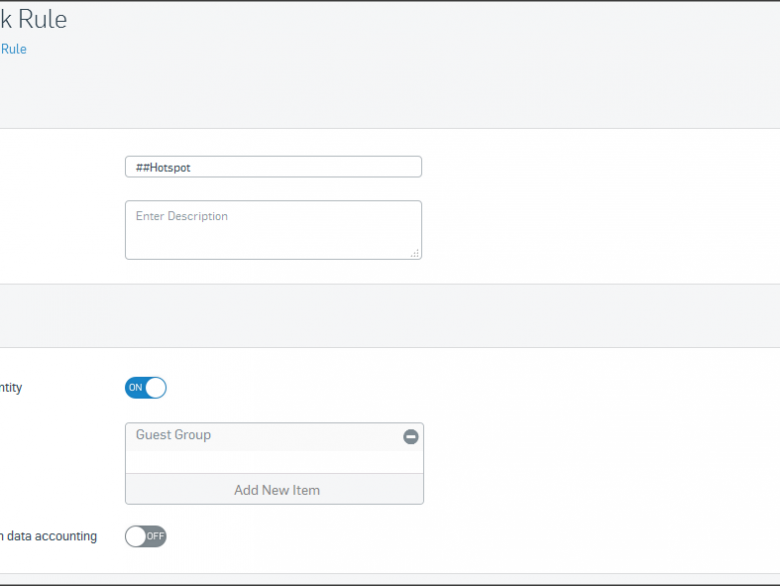 k Rule
Rule
##Hotspot
Enter Description
ntity
ON
Guest Group
Add New Item
n data accounting
OFF